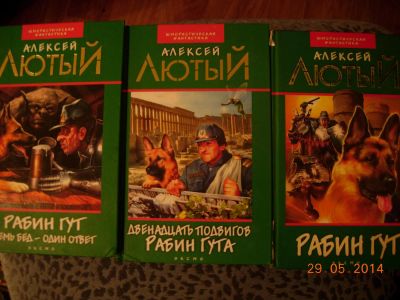 ЮМОРИСТИЧЕСКАЯ
ФАНТАСТИКА
АЛЕКСЕЙ
ЛЮТЫЙ
РАБИН ГУТ
ЕМЬ БЕД – ОДИН ОТВЕТ
ЭКСМО
ЮМОРИСТИЧЕСКАЯ
ФАНТАСТИКА
АЛЕКСЕЙ
ЛЮТЫЙ
ДВЕНАДЦАТЬ ПОДВИГОВ
РАБИН ГУТА
ЭКСМО
ЮМОРИСТИЧЕСКАЯ
ФАНТАСТИКА
АЛЕКСЕЙ
ЛЮТЫЙ
РАБИН ГУТ
29.05.2014